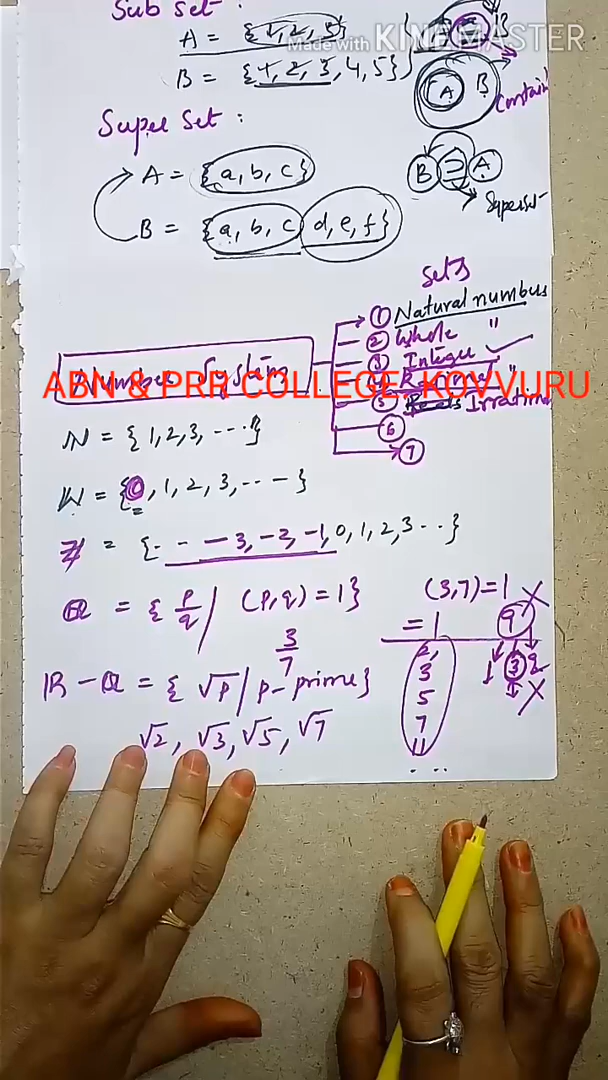 Sub set :
A = {1, 2, 3}
B = {1, 2, 3, 4, 5}
Made with KINEMASTER
B
A B
Contain
Super Set :
A = {a, b, c}
B = {a, b, c, d, e, f}
B ⊇ A
Superset
Sets
① Natural numbers
② Whole "
③ Integer
Number System
ABN & PRR COLLEGE- KOVVURU
⑤ Reals Irrational
⑥
⑦
N = {1, 2, 3, ....}
W = {0, 1, 2, 3, ....}
Z = {- - -3, -2, -1, 0, 1, 2, 3 ..}
Q = { p/q / (p, q) = 1}
3/7
(3, 7) = 1
= 1
9
R - Q = { √p / p - prime}
√2, √3, √5, √7
2,
3
5
7
11
...
1 3 9